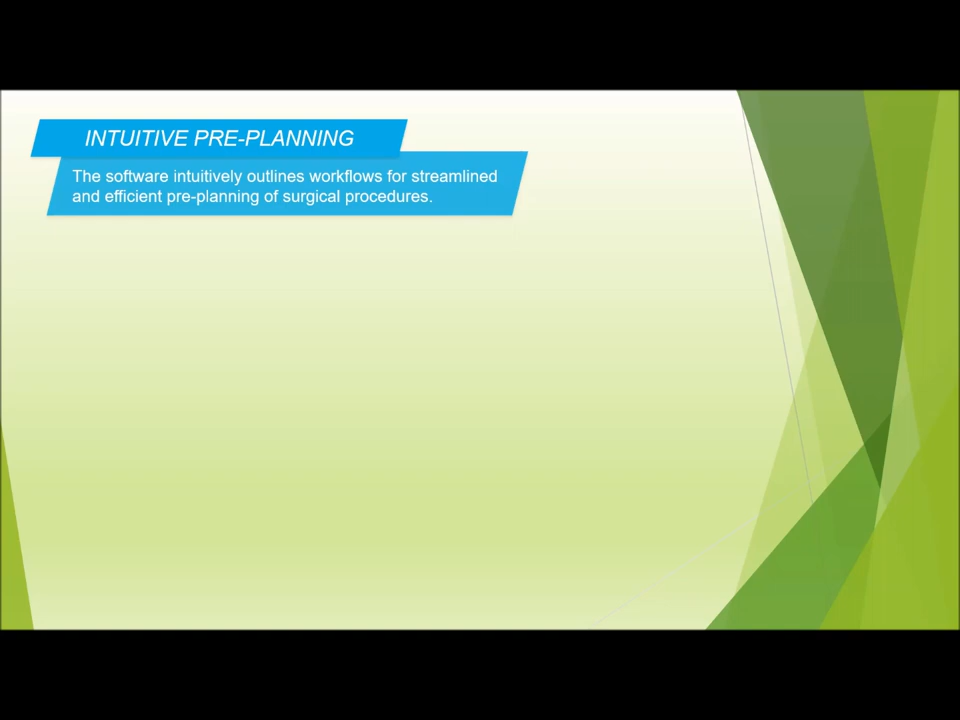 INTUITIVE PRE-PLANNING
The software intuitively outlines workflows for streamlined
and efficient pre-planning of surgical procedures.